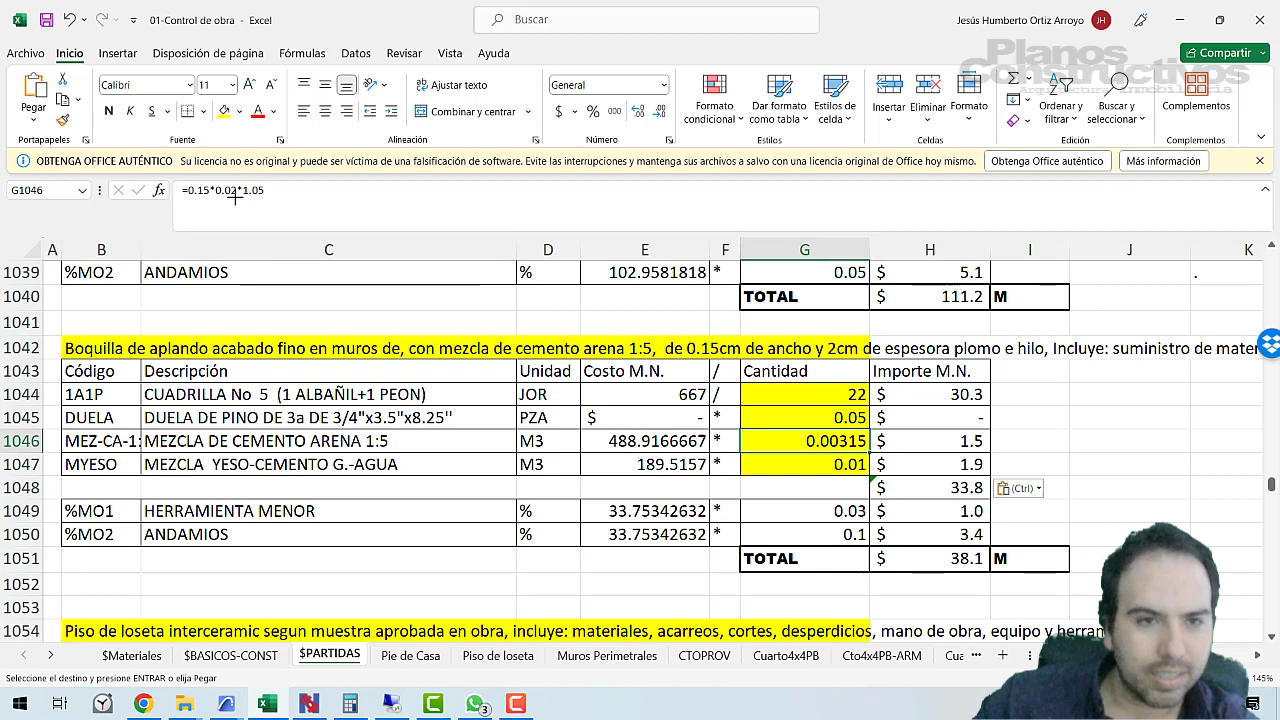 01-Control de obra - Excel
Buscar
Jesús Humberto Ortiz Arroyo
JH
Archivo Inicio Insertar Disposición de página Fórmulas Datos Revisar Vista Ayuda
Compartir
Planos
Constructivos
Arquitectura Inmobiliaria
Calibri 11
Ajustar texto
General
Pegar
N K S
Combinar y centrar
$ % 000
Formato condicional
Dar formato como tabla
Estilos de celda
Insertar Eliminar Formato
Ordenar y filtrar
Buscar y seleccionar
Complementos
Portapapeles Fuente Alineación Número Estilos Celdas Edición Complementos
OBTENGA OFFICE AUTÉNTICO Su licencia no es original y puede ser víctima de una falsificación de software. Evite las interrupciones y mantenga sus archivos a salvo con una licencia original de Office hoy mismo. Obtenga Office auténtico Más información
G1046 fx =0.15*0.02*1.05
A B C D E F G H I J K
1039 %MO2 ANDAMIOS % 102.9581818 * 0.05 $ 5.1 .
1040 TOTAL $ 111.2 M
1041
1042 Boquilla de aplando acabado fino en muros de, con mezcla de cemento arena 1:5, de 0.15cm de ancho y 2cm de espesora plomo e hilo, Incluye: suministro de mater
1043 Código Descripción Unidad Costo M.N. / Cantidad Importe M.N.
1044 1A1P CUADRILLA No 5 (1 ALBAÑIL+1 PEON) JOR 667 / 22 $ 30.3
1045 DUELA DUELA DE PINO DE 3a DE 3/4"x3.5"x8.25'' PZA $ - * 0.05 $ -
1046 MEZ-CA-1: MEZCLA DE CEMENTO ARENA 1:5 M3 488.9166667 * 0.00315 $ 1.5
1047 MYESO MEZCLA YESO-CEMENTO G.-AGUA M3 189.5157 * 0.01 $ 1.9
1048 $ 33.8 (Ctrl)
1049 %MO1 HERRAMIENTA MENOR % 33.75342632 * 0.03 $ 1.0
1050 %MO2 ANDAMIOS % 33.75342632 * 0.1 $ 3.4
1051 TOTAL $ 38.1 M
1052
1053
1054 Piso de loseta interceramic segun muestra aprobada en obra, incluye: materiales, acarreos, cortes, desperdicios, mano de obra, equipo y herram
$Materiales $BASICOS-CONST $PARTIDAS Pie de Casa Piso de loseta Muros Perimetrales CTOPROV Cuarto4x4PB Cto4x4PB-ARM Cua
Seleccione el destino y presione ENTRAR o elija Pegar
145%
3